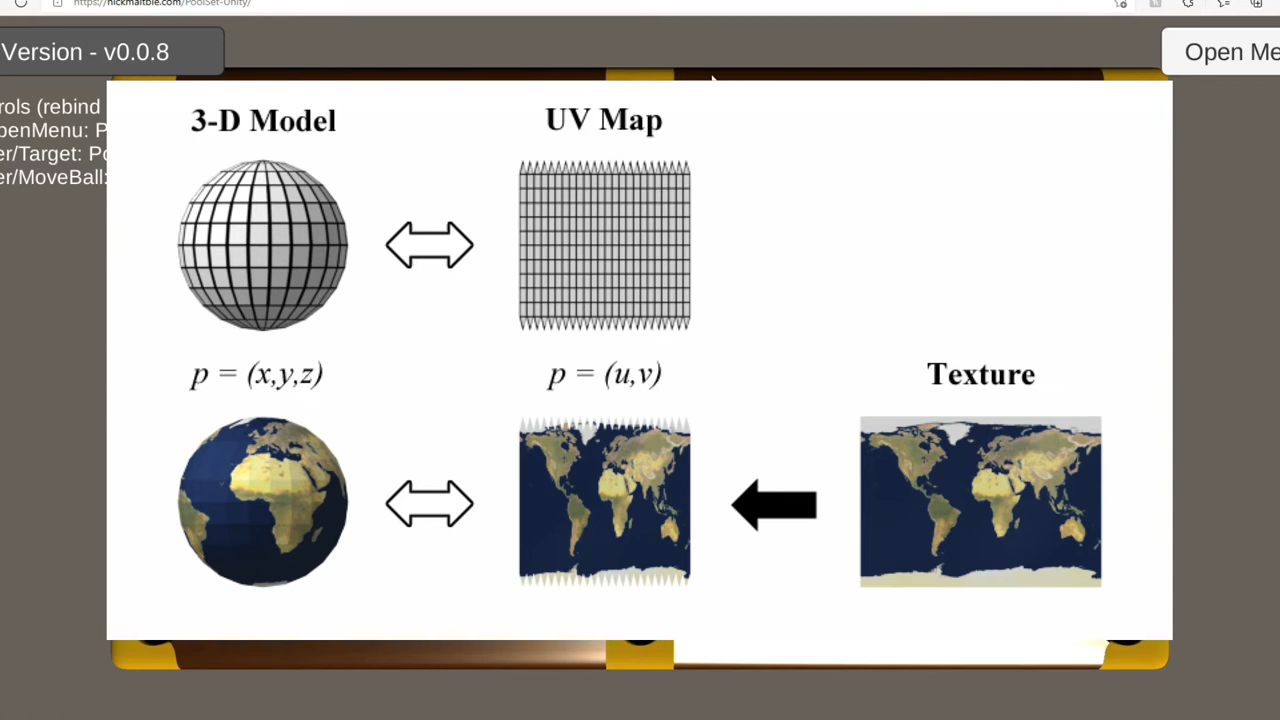 https://nickmaltbie.com/PoolSet-Unity/
Version - v0.0.8
Open Me
rols (rebind
penMenu: P
er/Target: Po
er/MoveBall:
3-D Model
UV Map
p = (x,y,z)
p = (u,v)
Texture